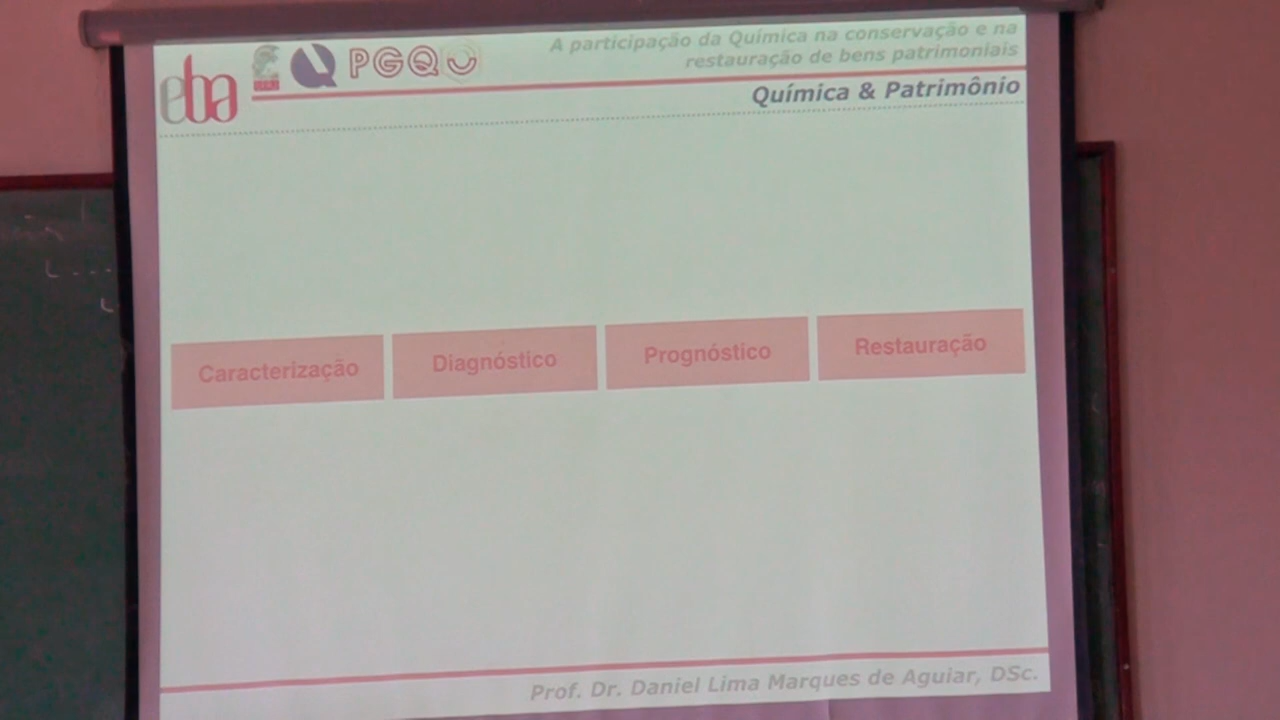 eba
PGQU
A participação da Química na conservação e na
restauração de bens patrimoniais
Química & Patrimônio
Caracterização
Diagnóstico
Prognóstico
Restauração
Prof. Dr. Daniel Lima Marques de Aguiar, DSc.